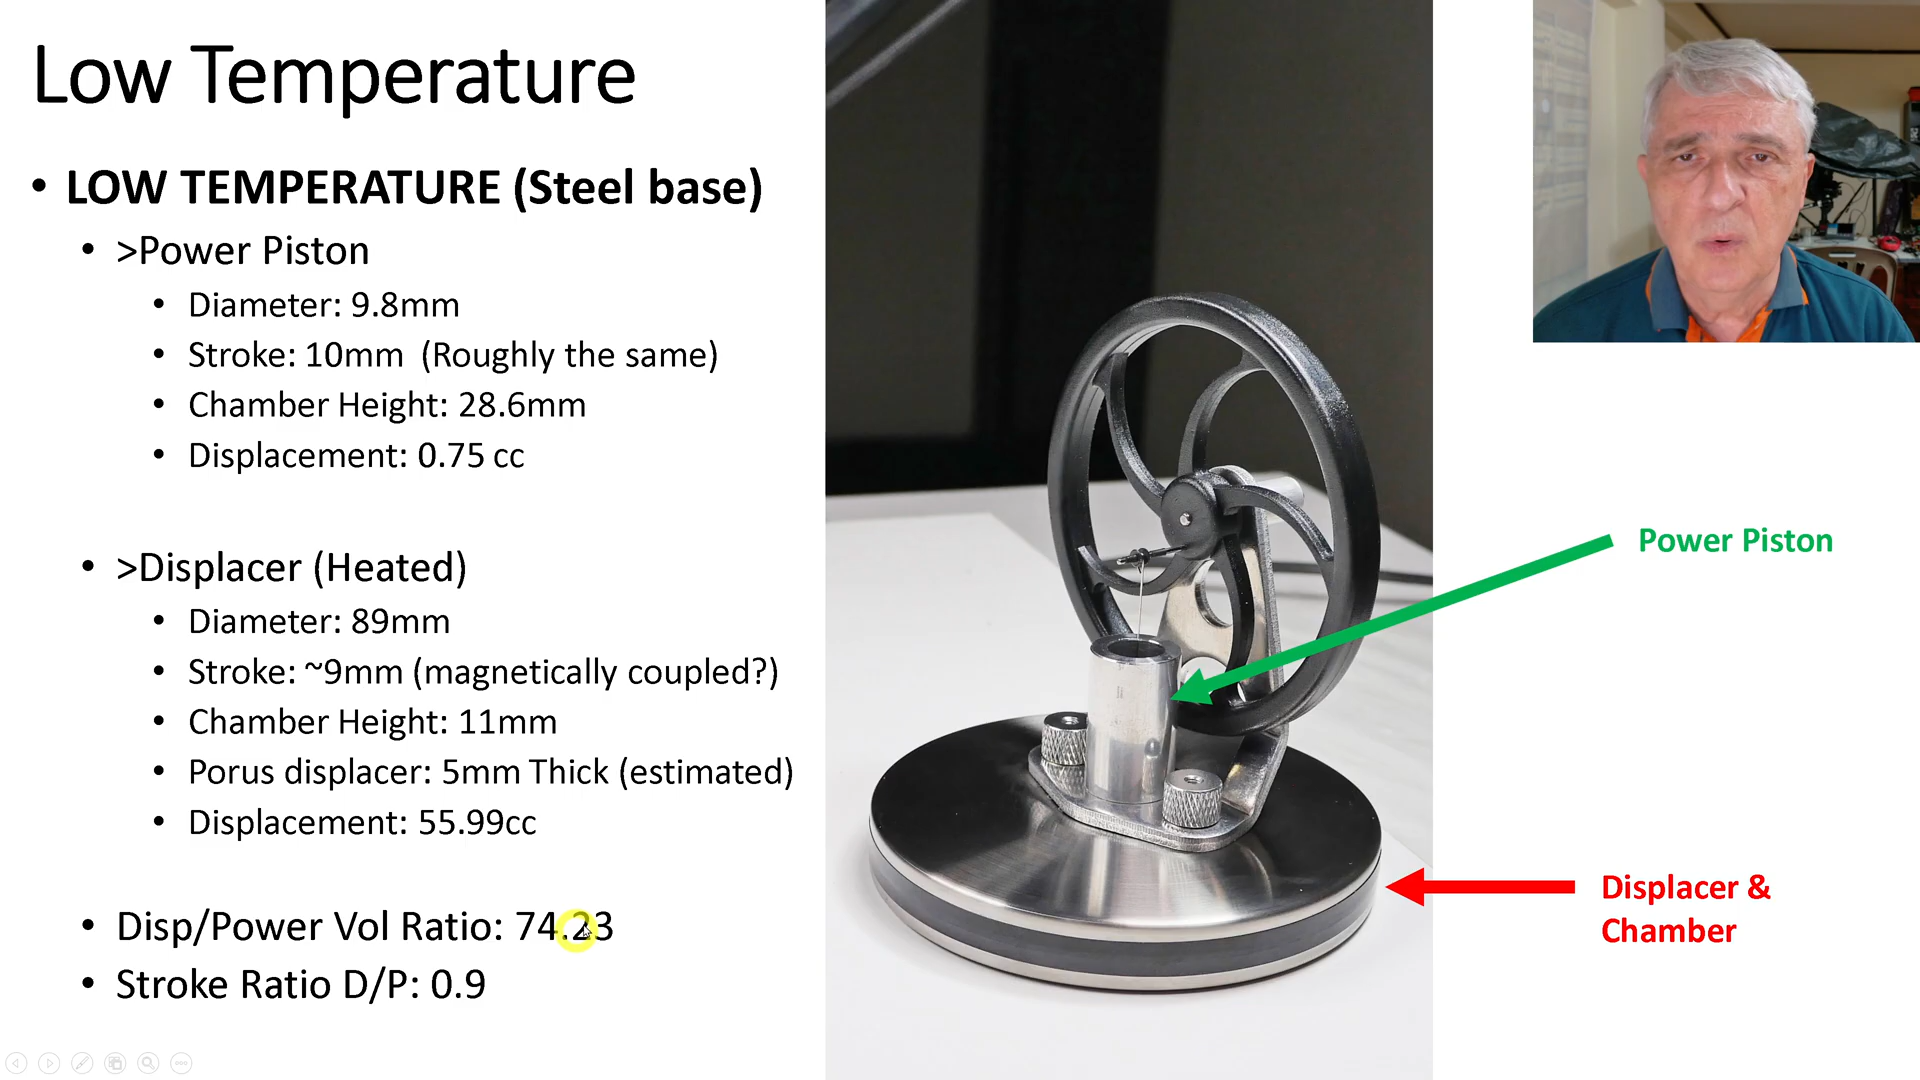 Low Temperature
• LOW TEMPERATURE (Steel base)
• >Power Piston
• Diameter: 9.8mm
• Stroke: 10mm (Roughly the same)
• Chamber Height: 28.6mm
• Displacement: 0.75 cc
• >Displacer (Heated)
• Diameter: 89mm
• Stroke: ~9mm (magnetically coupled?)
• Chamber Height: 11mm
• Porus displacer: 5mm Thick (estimated)
• Displacement: 55.99cc
• Disp/Power Vol Ratio: 74.23
• Stroke Ratio D/P: 0.9
Power Piston
Displacer &
Chamber